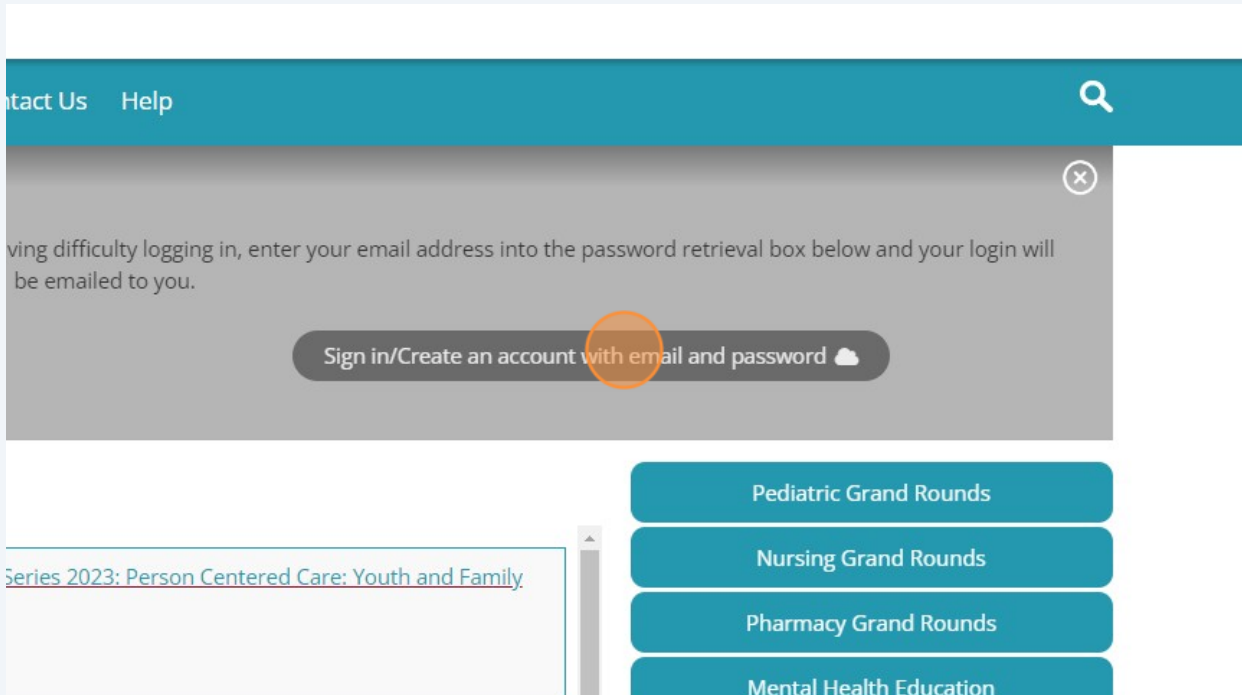 Contact Us Help
ving difficulty logging in, enter your email address into the password retrieval box below and your login will
be emailed to you.
Sign in/Create an account with email and password
Pediatric Grand Rounds
Nursing Grand Rounds
Series 2023: Person Centered Care: Youth and Family
Pharmacy Grand Rounds
Mental Health Education